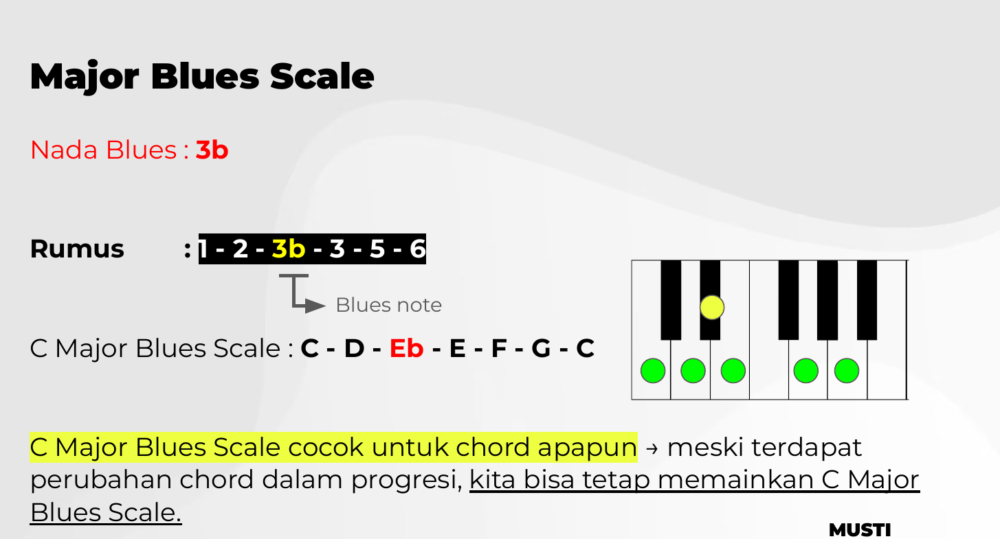 Major Blues Scale
Nada Blues : 3b
Rumus : 1 - 2 - 3b - 3 - 5 - 6
Blues note
C Major Blues Scale : C - D - Eb - E - F - G - C
C Major Blues Scale cocok untuk chord apapun → meski terdapat
perubahan chord dalam progresi, kita bisa tetap memainkan C Major
Blues Scale.
MUSTI